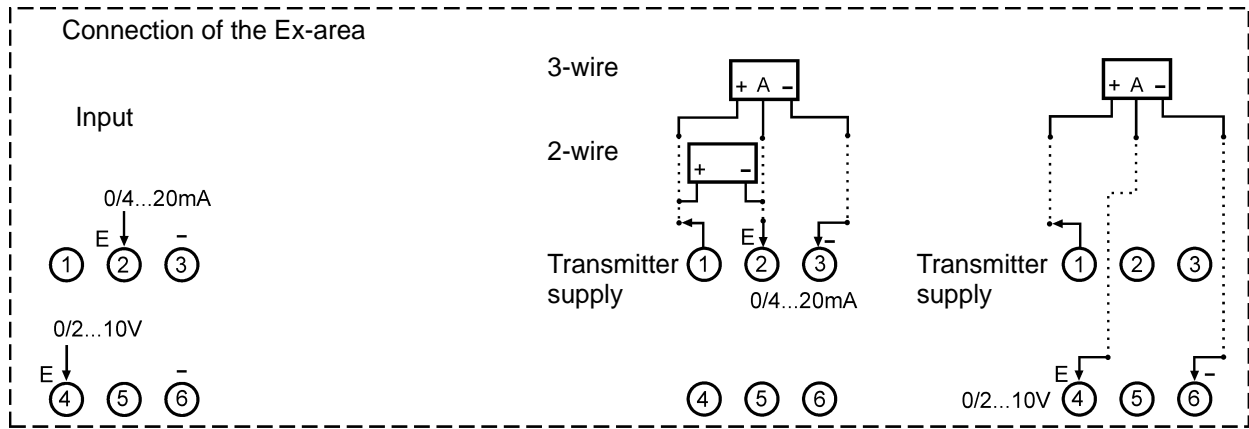 Connection of the Ex-area
Input
0/4...20mA
E
–
1 2 3
0/2...10V
E
–
4 5 6
3-wire
+ A –
2-wire
+ –
E
–
Transmitter 1 2 3
supply
0/4...20mA
4 5 6
+ A –
Transmitter 1 2 3
supply
E
–
0/2...10V 4 5 6